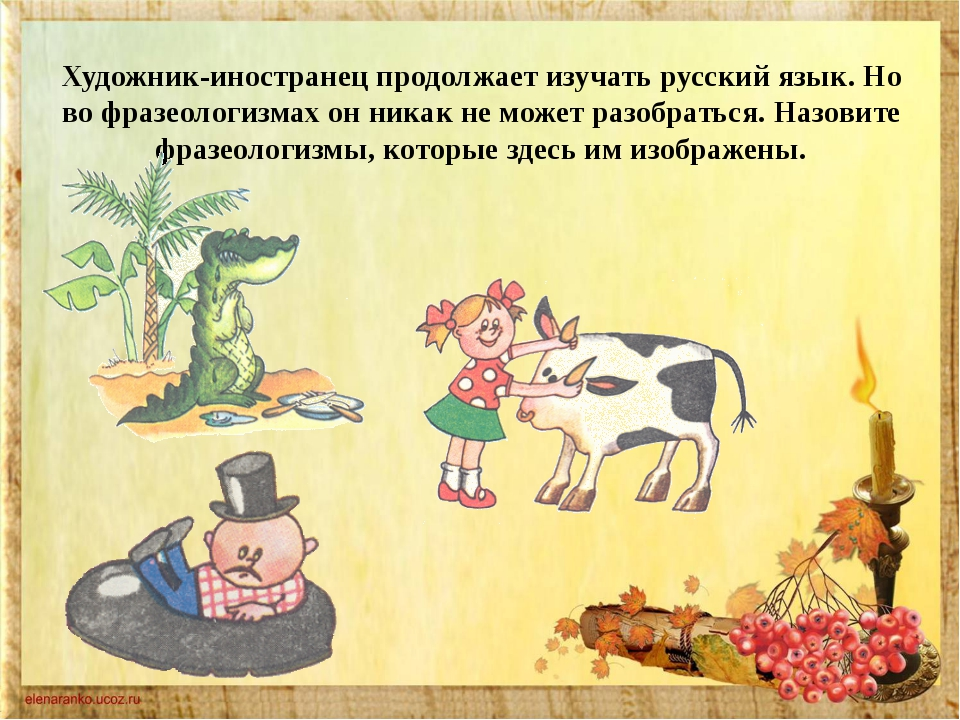 Художник-иностранец продолжает изучать русский язык. Но
во фразеологизмах он никак не может разобраться. Назовите
фразеологизмы, которые здесь им изображены.
elenaranko.ucoz.ru